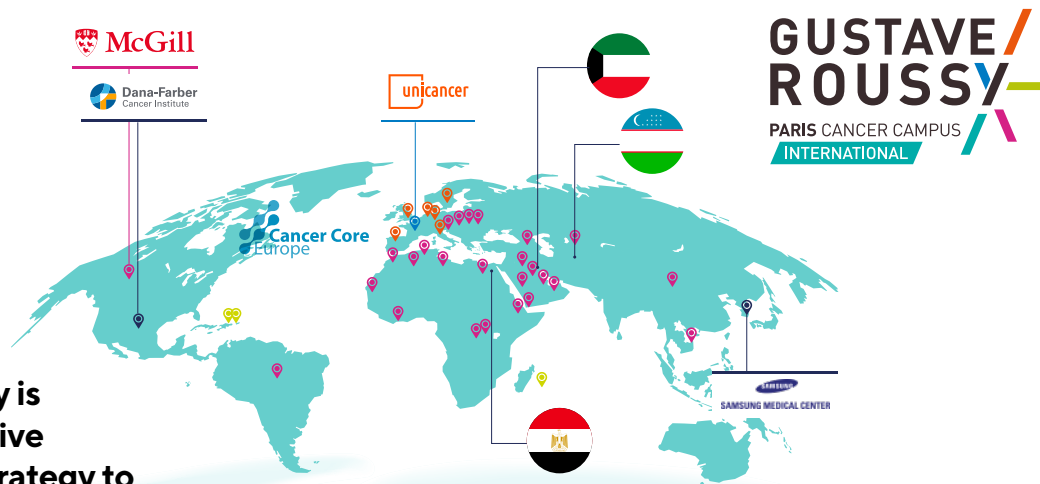 McGill
Dana-Farber
Cancer Institute
unicancer
GUSTAVE/
ROUSSY
PARIS CANCER CAMPUS
INTERNATIONAL
Cancer Core
Europe
SAMSUNG
SAMSUNG MEDICAL CENTER
y is
ive
rategy to